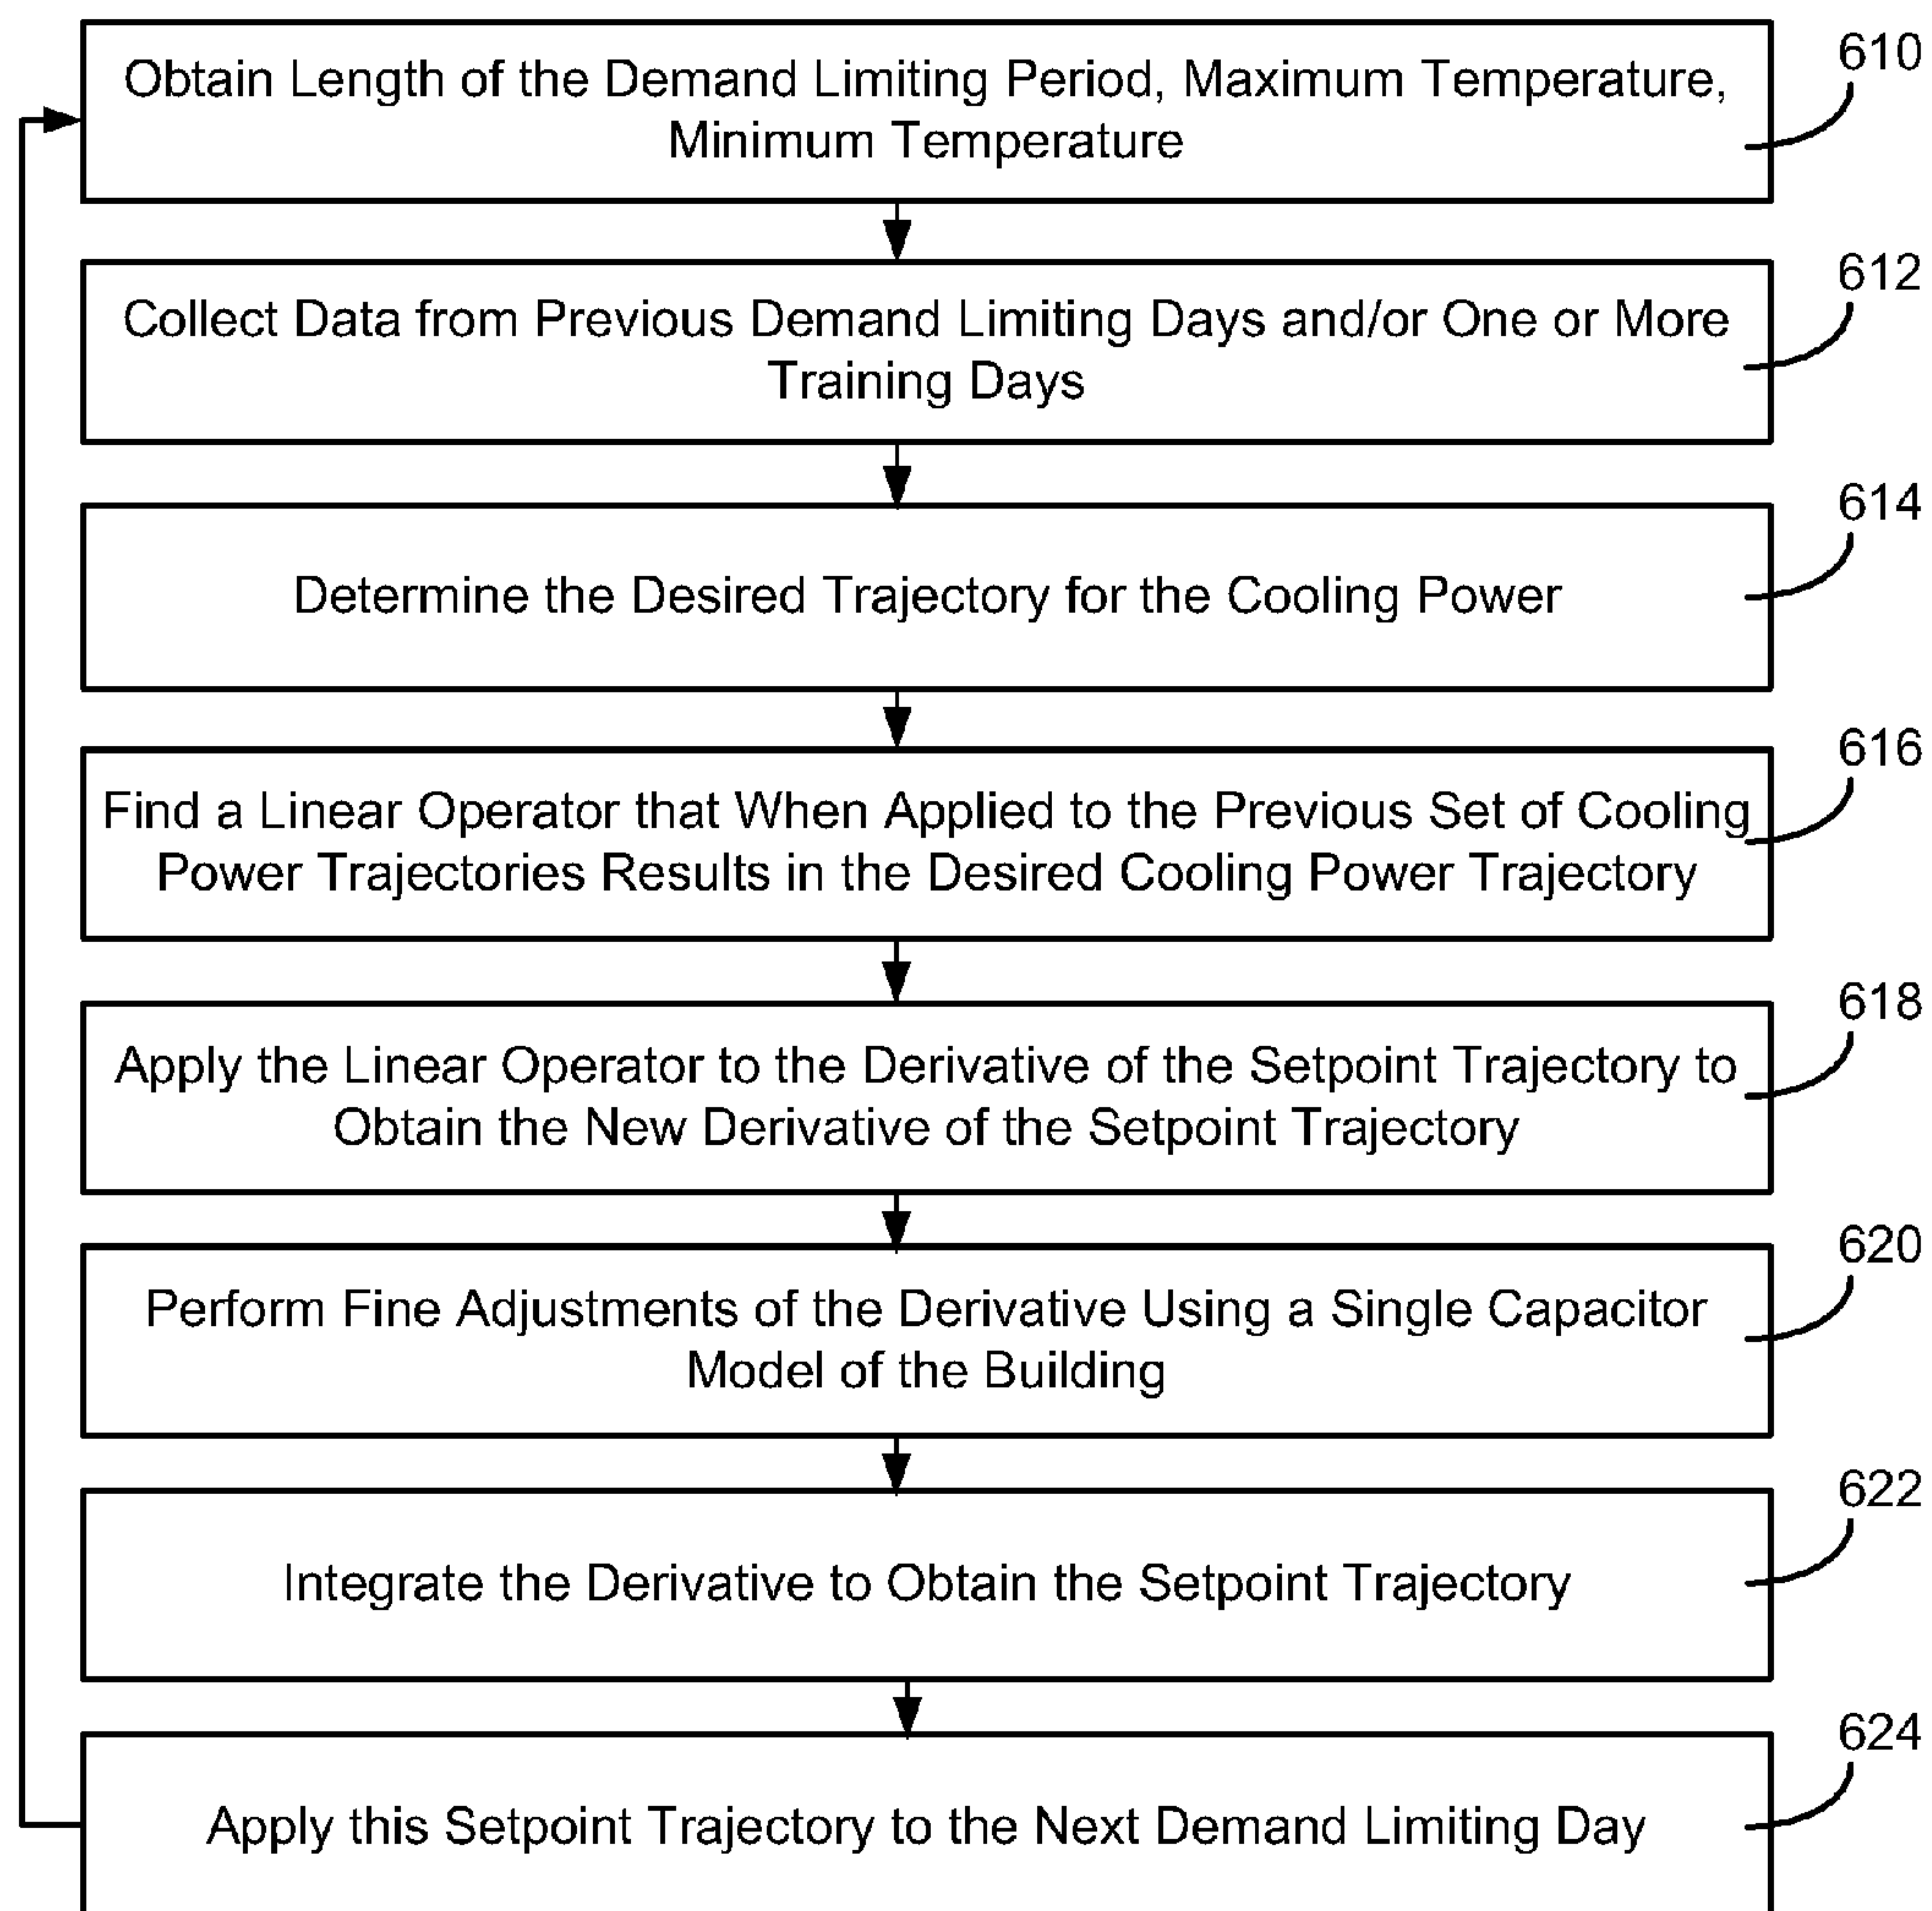 610
Obtain Length of the Demand Limiting Period, Maximum Temperature,
Minimum Temperature
612
Collect Data from Previous Demand Limiting Days and/or One or More
Training Days
614
Determine the Desired Trajectory for the Cooling Power
616
Find a Linear Operator that When Applied to the Previous Set of Cooling
Power Trajectories Results in the Desired Cooling Power Trajectory
618
Apply the Linear Operator to the Derivative of the Setpoint Trajectory to
Obtain the New Derivative of the Setpoint Trajectory
620
Perform Fine Adjustments of the Derivative Using a Single Capacitor
Model of the Building
622
Integrate the Derivative to Obtain the Setpoint Trajectory
624
Apply this Setpoint Trajectory to the Next Demand Limiting Day